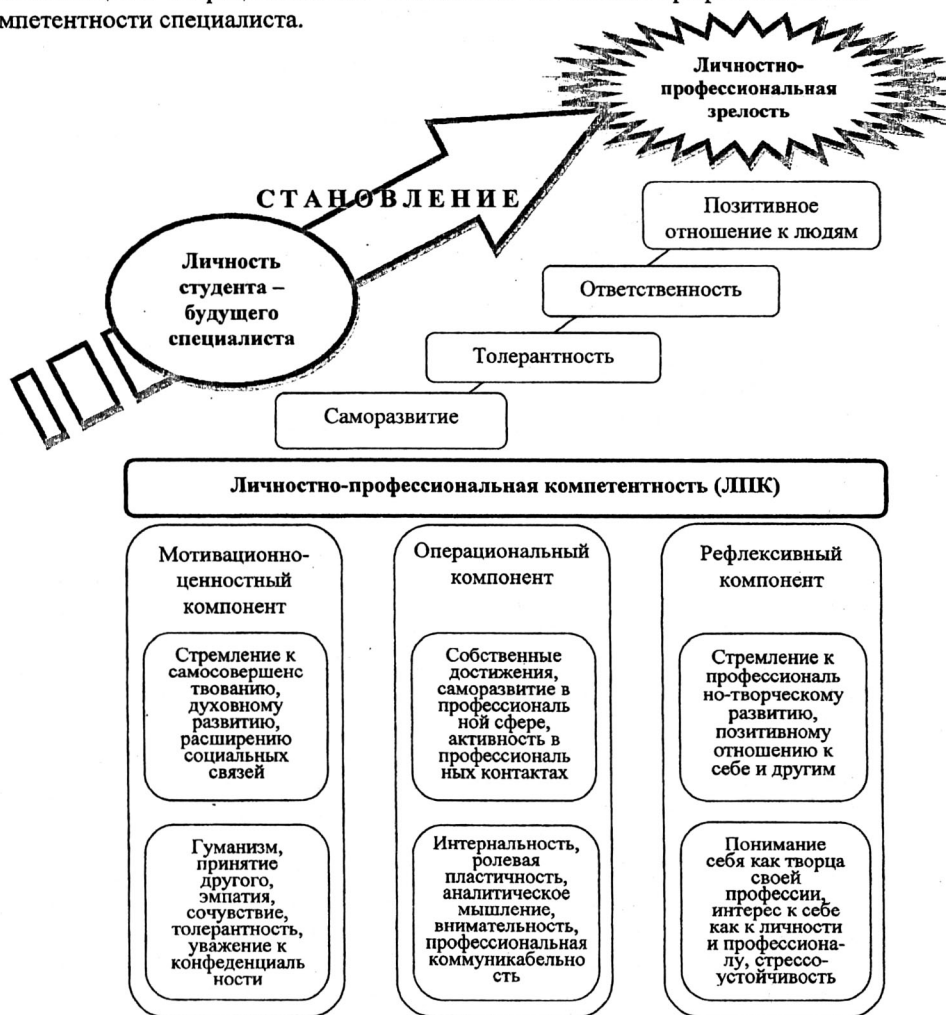 мпетентности специалиста.
Личностно-
профессиональная
зрелость
СТАНОВЛЕНИЕ
Позитивное
отношение к людям
Личность
студента –
будущего
специалиста
Ответственность
Толерантность
Саморазвитие
Личностно-профессиональная компетентность (ЛПК)
Мотивационно-
ценностный
компонент
Стремление к
самосовершенс
твованию,
духовному
развитию,
расширению
социальных
связей
Гуманизм,
принятие
другого,
эмпатия,
сочувствие,
толерантность,
уважение к
конфеденциаль
ности
Операциональный
компонент
Собственные
достижения,
саморазвитие в
профессиональ
ной сфере,
активность в
профессиональ
ных контактах
Интернальность,
ролевая
пластичность,
аналитическое
мышление,
внимательность,
профессиональная
коммуникабельно
сть
Рефлексивный
компонент
Стремление к
профессиональ
но-творческому
развитию,
позитивному
отношению к
себе и другим
Понимание
себя как творца
своей
профессии,
интерес к себе
как к личности
и профессиона-
лу, стрессо-
устойчивость